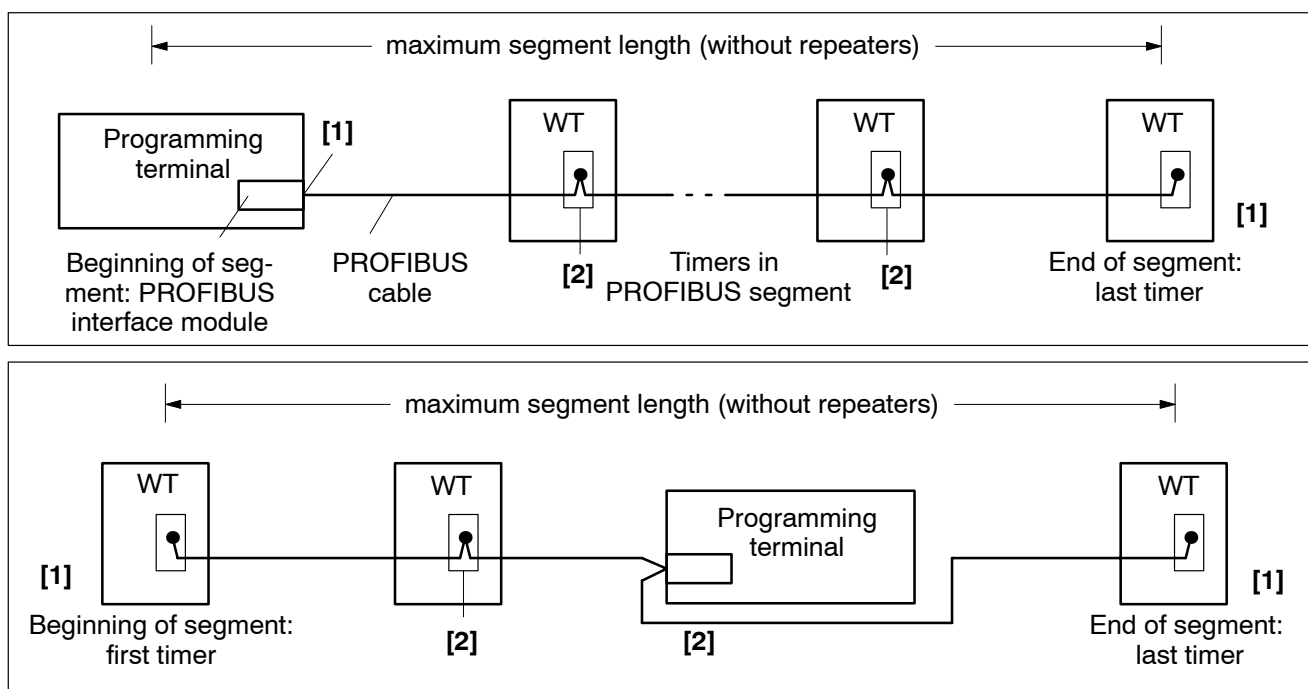 maximum segment length (without repeaters)
WT
WT
WT
Programming
terminal
[1]
[1]
Beginning of seg-
ment: PROFIBUS
interface module
PROFIBUS
cable
[2]
Timers in
PROFIBUS segment
[2]
End of segment:
last timer
maximum segment length (without repeaters)
WT
WT
WT
Programming
terminal
[1]
[1]
Beginning of segment:
first timer
[2]
[2]
End of segment:
last timer